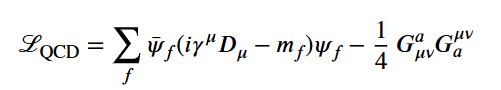 ℒ_QCD = ∑_f ψ̄_f(iγ^μ D_μ − m_f)ψ_f − 1/4 G^a_μν G_a^μν